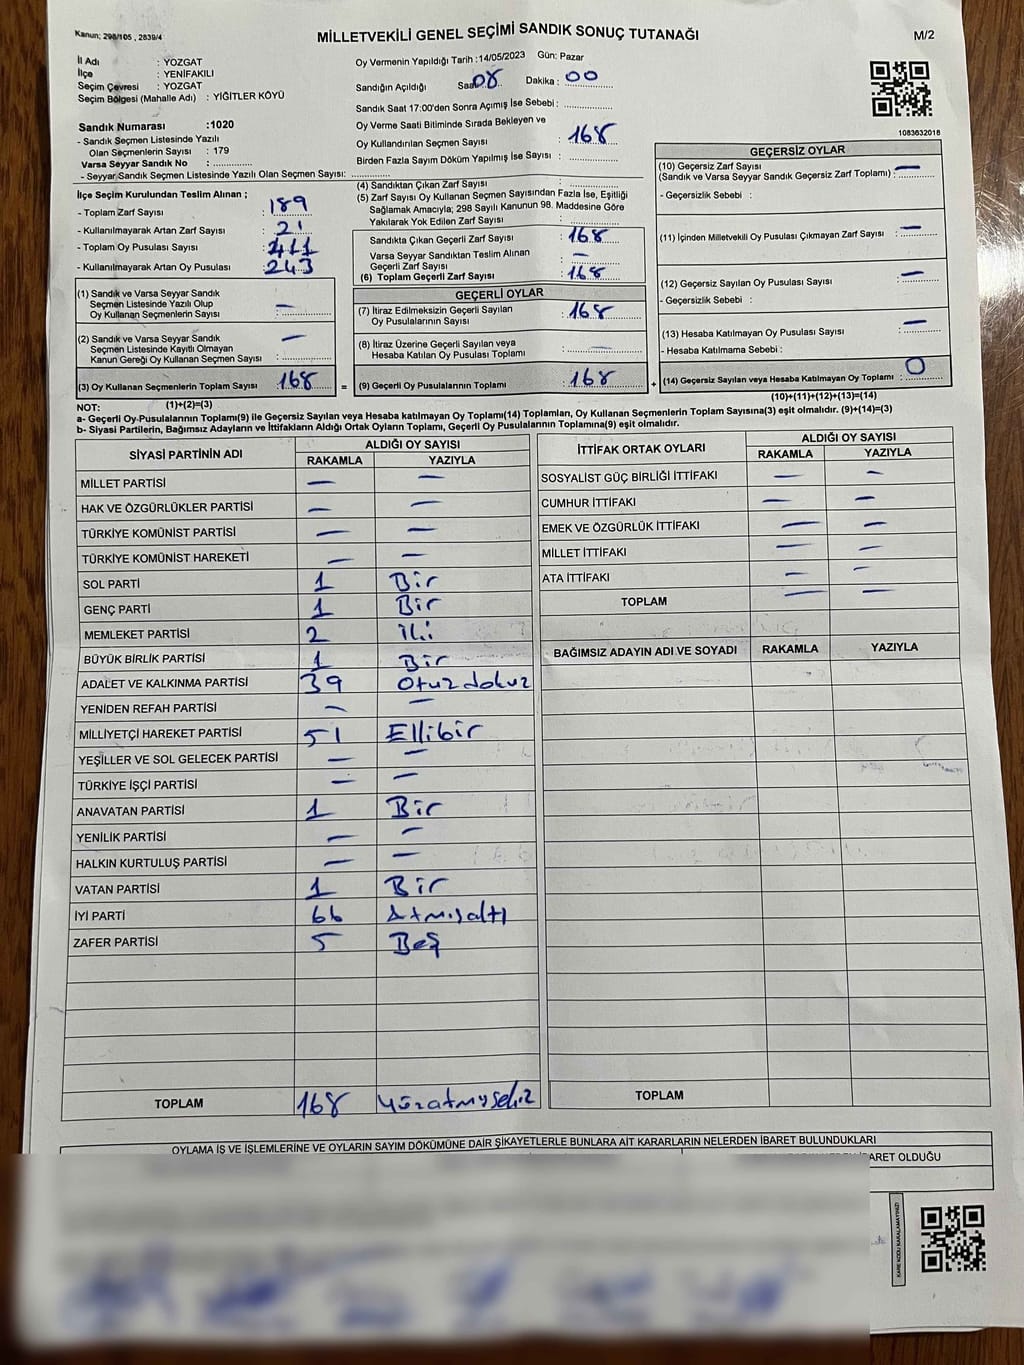 Kanun; 298/105 , 2839/4
MİLLETVEKİLİ GENEL SEÇİMİ SANDIK SONUÇ TUTANAĞI
M/2
İl Adı : YOZGAT
İlçe : YENİFAKILI
Seçim Çevresi : YOZGAT
Seçim Bölgesi (Mahalle Adı) : YİĞİTLER KÖYÜ
Sandık Numarası :1020
- Sandık Seçmen Listesinde Yazılı
Olan Seçmenlerin Sayısı : 179
Varsa Seyyar Sandık No : ..............
- Seyyar Sandık Seçmen Listesinde Yazılı Olan Seçmen Sayısı: ..............
Oy Vermenin Yapıldığı Tarih :14/05/2023 Gün: Pazar
Sandığın Açıldığı Saat 08 Dakika : 00
Sandık Saat 17:00'den Sonra Açımış İse Sebebi : ..............
Oy Verme Saati Bitiminde Sırada Bekleyen ve
Oy Kullandırılan Seçmen Sayısı : 168
Birden Fazla Sayım Döküm Yapılmış İse Sayısı : ..............
1083632018
İlçe Seçim Kurulundan Teslim Alınan ;
- Toplam Zarf Sayısı : 189
- Kullanılmayarak Artan Zarf Sayısı : 21
- Toplam Oy Pusulası Sayısı : 411
- Kullanılmayarak Artan Oy Pusulası : 243
(1) Sandık ve Varsa Seyyar Sandık
Seçmen Listesinde Yazılı Olup
Oy Kullanan Seçmenlerin Sayısı : —
(2) Sandık ve Varsa Seyyar Sandık
Seçmen Listesinde Kayıtlı Olmayan
Kanun Gereği Oy Kullanan Seçmen Sayısı : —
(3) Oy Kullanan Seçmenlerin Toplam Sayısı : 168
(1)+(2)=(3)
(4) Sandıktan Çıkan Zarf Sayısı : ..............
(5) Zarf Sayısı Oy Kullanan Seçmen Sayısından Fazla İse, Eşitliği
Sağlamak Amacıyla; 298 Sayılı Kanunun 98. Maddesine Göre
Yakılarak Yok Edilen Zarf Sayısı : ..............
Sandıkta Çıkan Geçerli Zarf Sayısı : 168
Varsa Seyyar Sandıktan Teslim Alınan
Geçerli Zarf Sayısı : —
(6) Toplam Geçerli Zarf Sayısı : 168
GEÇERLİ OYLAR
(7) İtiraz Edilmeksizin Geçerli Sayılan
Oy Pusulalarının Sayısı : 168
(8) İtiraz Üzerine Geçerli Sayılan veya
Hesaba Katılan Oy Pusulası Toplamı : —
= (9) Geçerli Oy Pusulalarının Toplamı : 168
GEÇERSİZ OYLAR
(10) Geçersiz Zarf Sayısı
(Sandık ve Varsa Seyyar Sandık Geçersiz Zarf Toplamı) : —
- Geçersizlik Sebebi :
(11) İçinden Milletvekili Oy Pusulası Çıkmayan Zarf Sayısı : —
(12) Geçersiz Sayılan Oy Pusulası Sayısı : —
- Geçersizlik Sebebi :
(13) Hesaba Katılmayan Oy Pusulası Sayısı : —
- Hesaba Katılmama Sebebi :
+ (14) Geçersiz Sayılan veya Hesaba Katılmayan Oy Toplamı : 0
(10)+(11)+(12)+(13)=(14)
NOT:
a- Geçerli Oy-Pusulalarının Toplamı(9) ile Geçersiz Sayılan veya Hesaba katılmayan Oy Toplamı(14) Toplamları, Oy Kullanan Seçmenlerin Toplam Sayısına(3) eşit olmalıdır. (9)+(14)=(3)
b- Siyasi Partilerin, Bağımsız Adayların ve İttifakların Aldığı Ortak Oyların Toplamı, Geçerli Oy Pusulalarının Toplamına(9) eşit olmalıdır.
SİYASİ PARTİNİN ADI
ALDIĞI OY SAYISI
RAKAMLA YAZIYLA
MİLLET PARTİSİ — —
HAK VE ÖZGÜRLÜKLER PARTİSİ — —
TÜRKİYE KOMÜNİST PARTİSİ — —
TÜRKİYE KOMÜNİST HAREKETİ — —
SOL PARTİ 1 Bir
GENÇ PARTİ 1 Bir
MEMLEKET PARTİSİ 2 iki
BÜYÜK BİRLİK PARTİSİ 1 Bir
ADALET VE KALKINMA PARTİSİ 39 Otuzdokuz
YENİDEN REFAH PARTİSİ — —
MİLLİYETÇİ HAREKET PARTİSİ 51 Ellibir
YEŞİLLER VE SOL GELECEK PARTİSİ — —
TÜRKİYE İŞÇİ PARTİSİ — —
ANAVATAN PARTİSİ 1 Bir
YENİLİK PARTİSİ — —
HALKIN KURTULUŞ PARTİSİ — —
VATAN PARTİSİ 1 Bir
İYİ PARTİ 66 Atmışaltı
ZAFER PARTİSİ 5 Beş
TOPLAM 168 Yüzatmışsekiz
İTTİFAK ORTAK OYLARI
ALDIĞI OY SAYISI
RAKAMLA YAZIYLA
SOSYALİST GÜÇ BİRLİĞİ İTTİFAKI — —
CUMHUR İTTİFAKI — —
EMEK VE ÖZGÜRLÜK İTTİFAKI — —
MİLLET İTTİFAKI — —
ATA İTTİFAKI — —
TOPLAM — —
BAĞIMSIZ ADAYIN ADI VE SOYADI RAKAMLA YAZIYLA
TOPLAM
OYLAMA İŞ VE İŞLEMLERİNE VE OYLARIN SAYIM DÖKÜMÜNE DAİR ŞİKAYETLERLE BUNLARA AİT KARARLARIN NELERDEN İBARET BULUNDUKLARI
İBARET OLDUĞU
KARE KODU KARALAMAYINIZ!